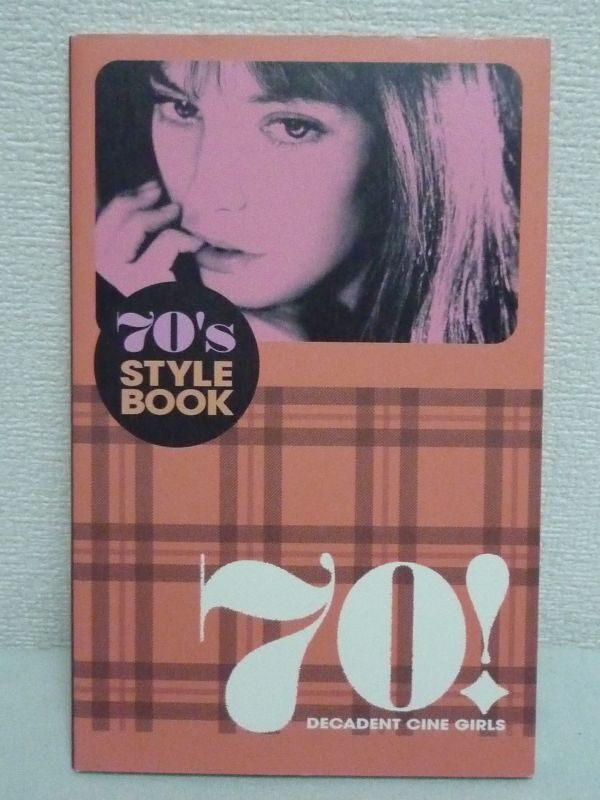 70's
STYLE
BOOK
70!
DECADENT CINE GIRLS